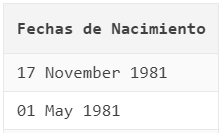 Fechas de Nacimiento
17 November 1981
01 May 1981